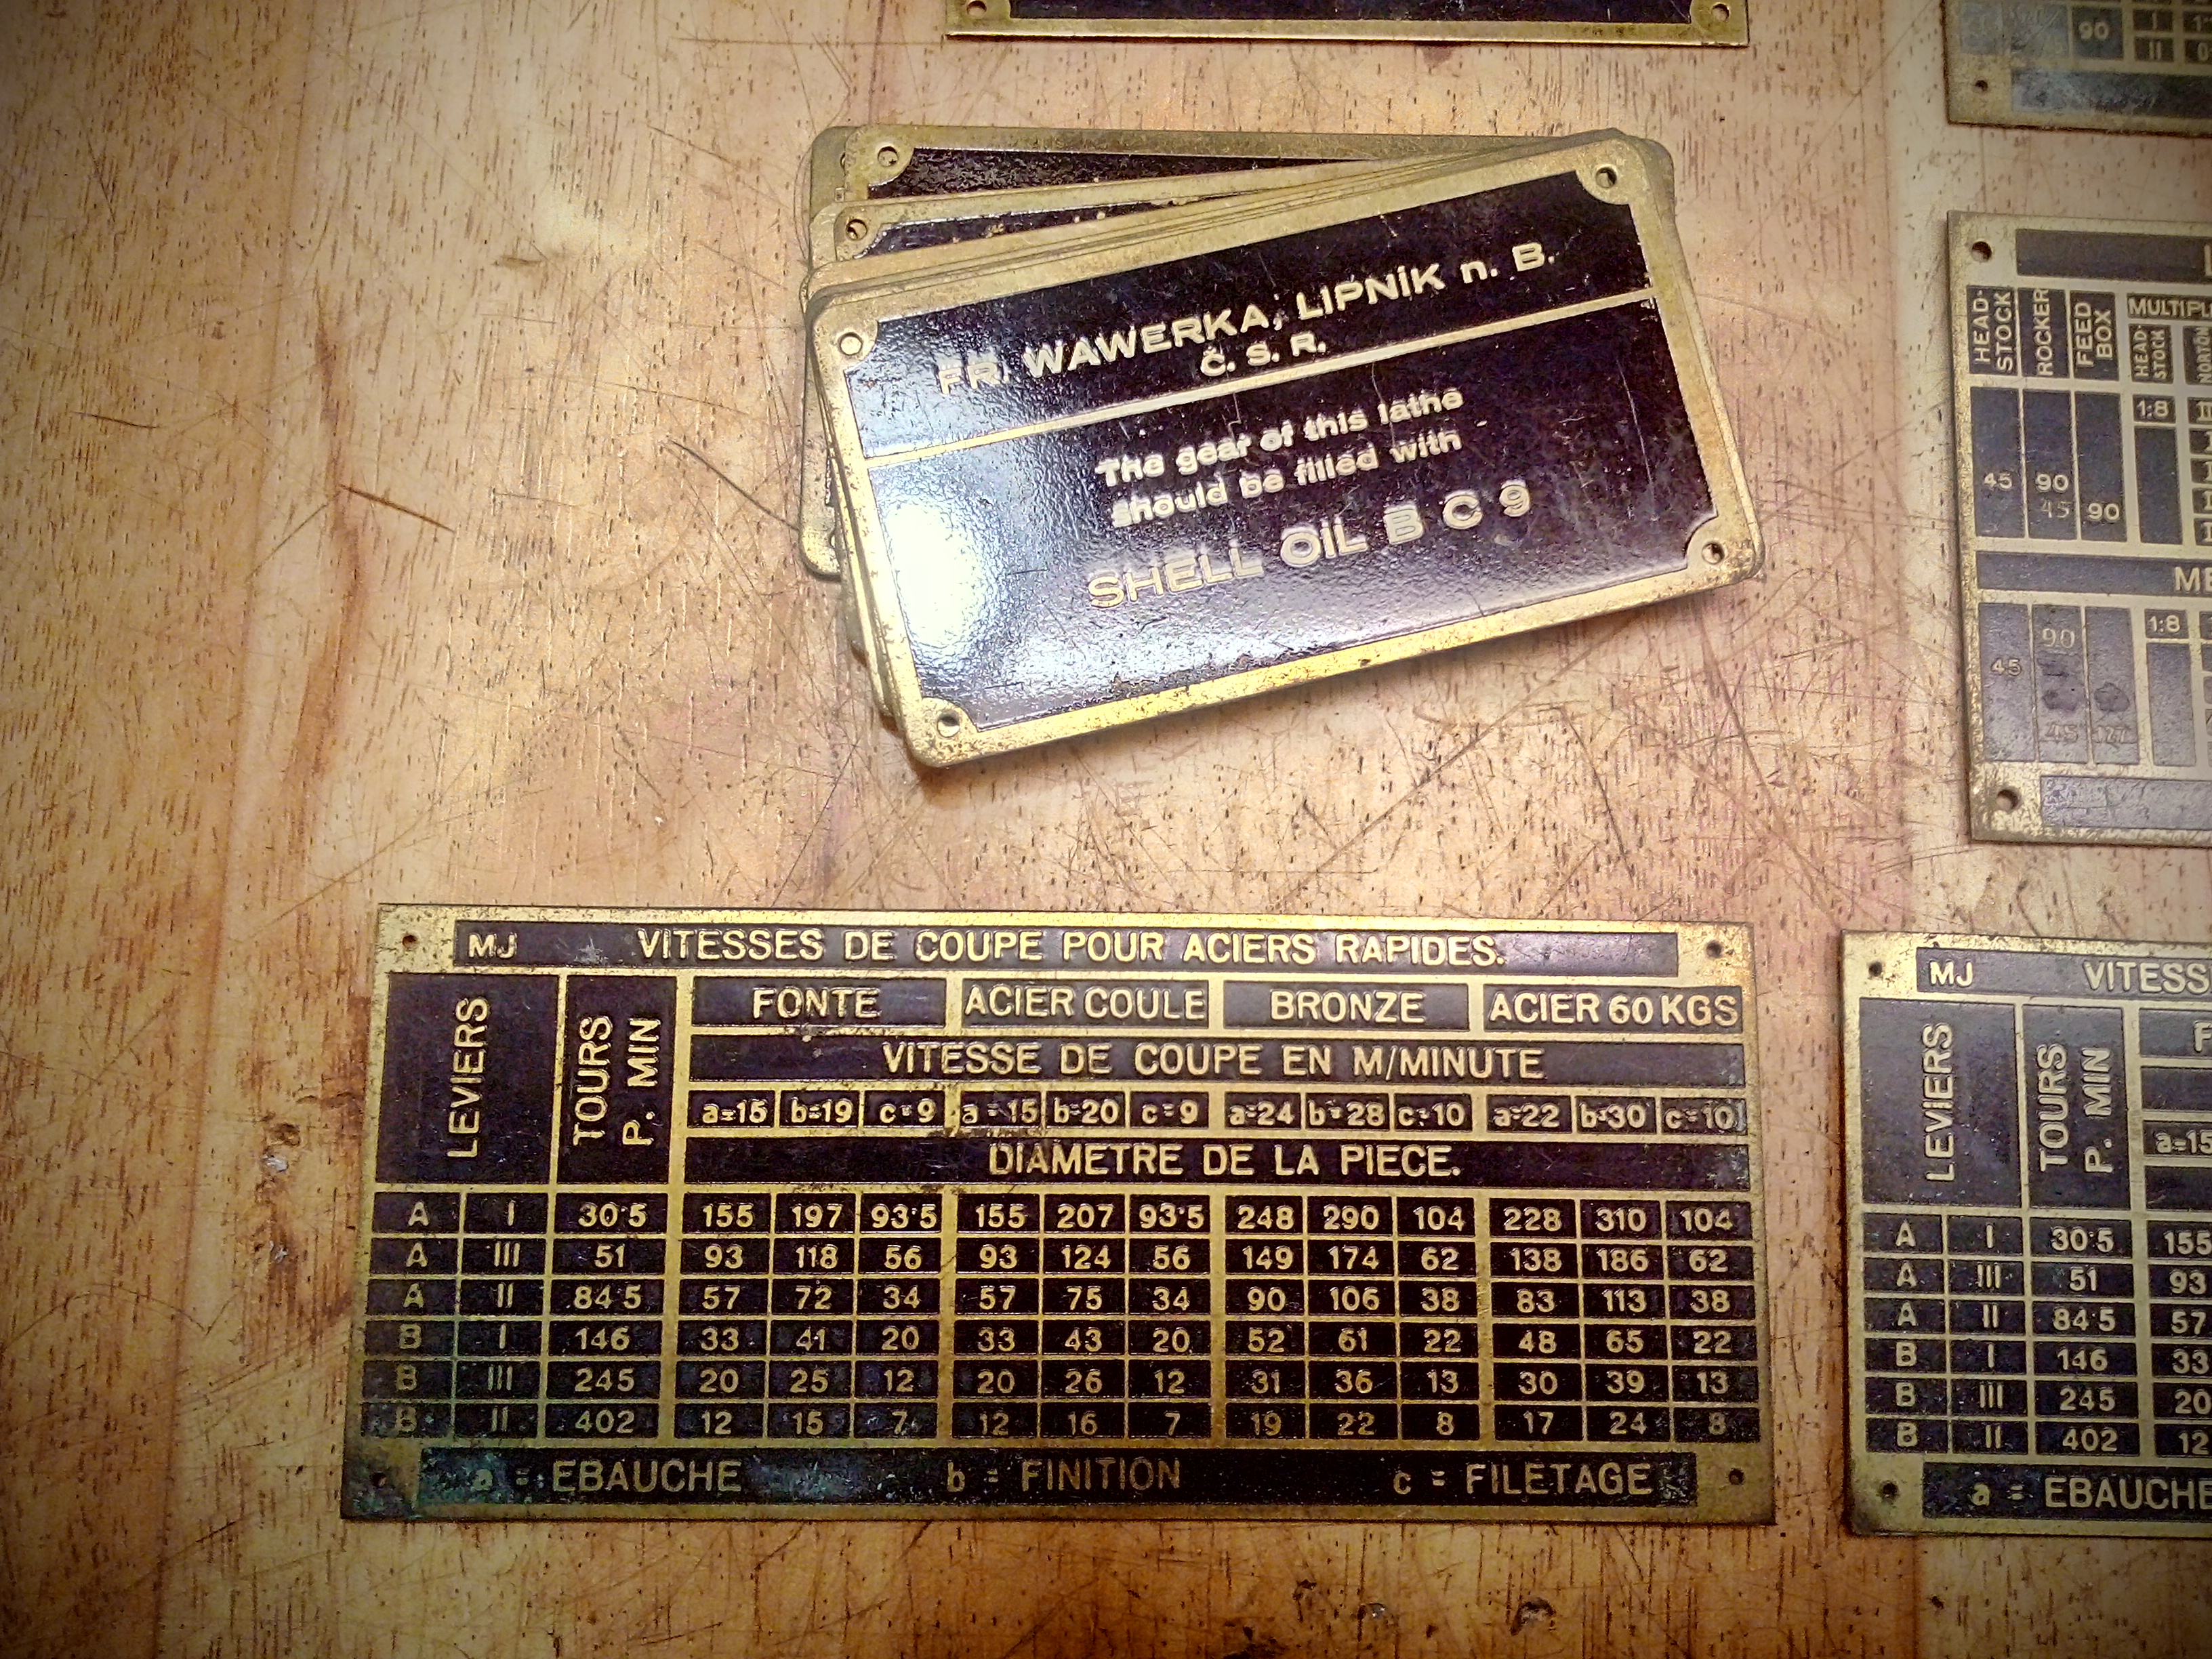 90 I
II
FR. WAWERKA, LIPNİK n. B.
Č. S. R.
The gear of this lathe
should be filled with
SHELL OIL B C 9
HEAD-STOCK ROCKER FEED BOX HEAD-STOCK
1:8
45 90
45 90
1:8
90
45
45
MJ VITESSES DE COUPE POUR ACIERS RAPIDES.
LEVIERS TOURS P. MIN FONTE ACIER COULE BRONZE ACIER 60 KGS
VITESSE DE COUPE EN M/MINUTE
a=15 b=19 c=9 a=15 b=20 c=9 a=24 b=28 c=10 a=22 b=30 c=10
DIAMETRE DE LA PIECE.
A I 30·5 155 197 93·5 155 207 93·5 248 290 104 228 310 104
A III 51 93 118 56 93 124 56 149 174 62 138 186 62
A II 84·5 57 72 34 57 75 34 90 106 38 83 113 38
B I 146 33 41 20 33 43 20 52 61 22 48 65 22
B III 245 20 25 12 20 26 12 31 36 13 30 39 13
B II 402 12 15 7 12 16 7 19 22 8 17 24 8
a = EBAUCHE b = FINITION c = FILETAGE
MJ
LEVIERS TOURS P. MIN
a=15
A I 30·5 155
A III 51 93
A II 84·5 57
B I 146 33
B III 245 20
B II 402 12
a = EBAUCHE